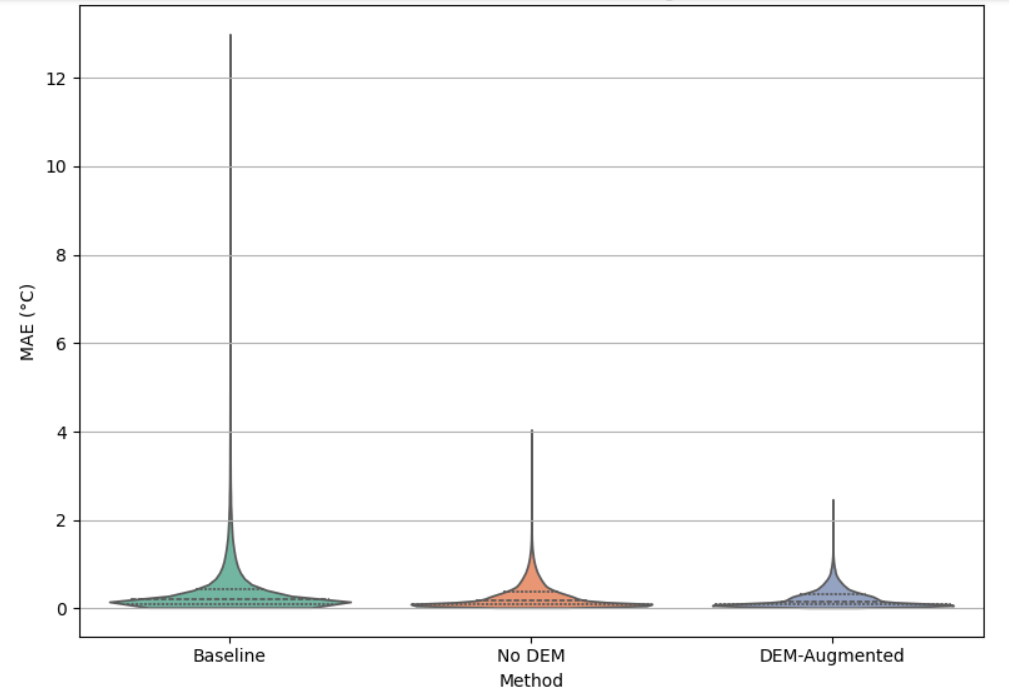 MAE (°C)
12
10
8
6
4
2
0
Baseline
No DEM
DEM-Augmented
Method